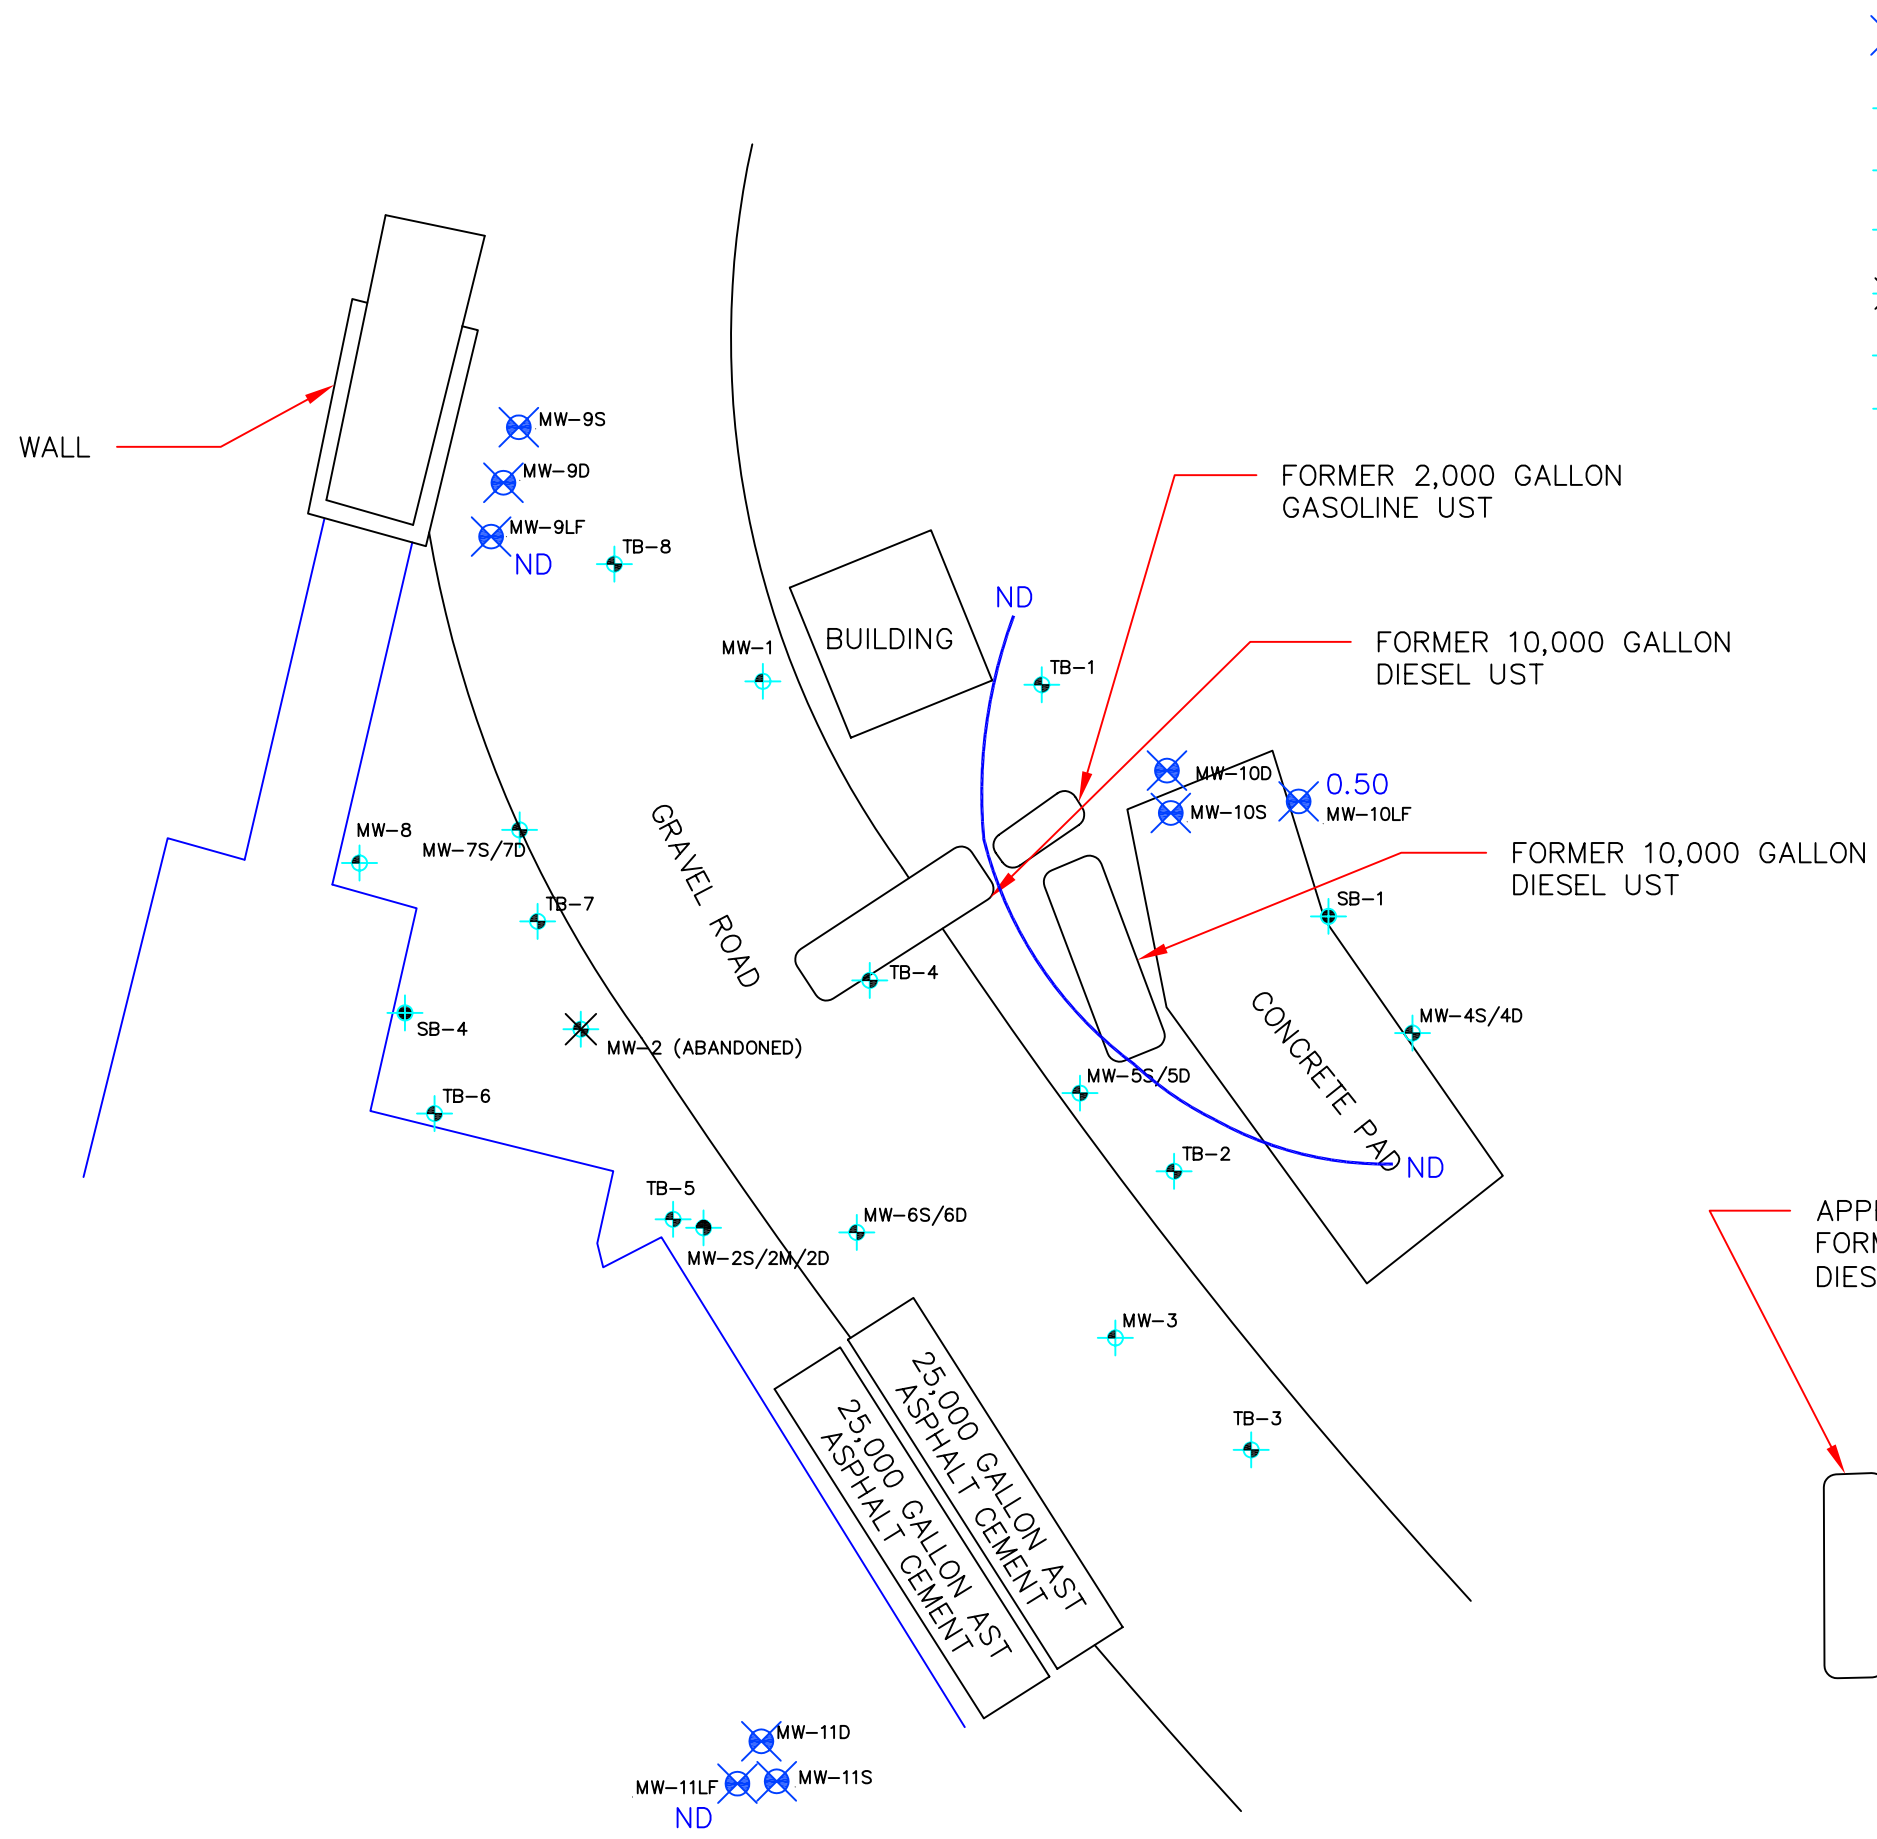 MW-9S
WALL
MW-9D
FORMER 2,000 GALLON
GASOLINE UST
MW-9LF
ND
TB-8
ND
BUILDING
MW-1
FORMER 10,000 GALLON
DIESEL UST
TB-1
MW-10D
0.50
MW-10S
MW-10LF
MW-8
MW-7S/7D
GRAVEL ROAD
FORMER 10,000 GALLON
DIESEL UST
TB-7
SB-1
TB-4
SB-4
MW-2 (ABANDONED)
CONCRETE PAD
MW-4S/4D
MW-5S/5D
TB-6
TB-2
ND
TB-5
MW-6S/6D
MW-2S/2M/2D
MW-3
25,000 GALLON AST
ASPHALT CEMENT
25,000 GALLON AST
ASPHALT CEMENT
TB-3
MW-11D
MW-11LF
MW-11S
ND